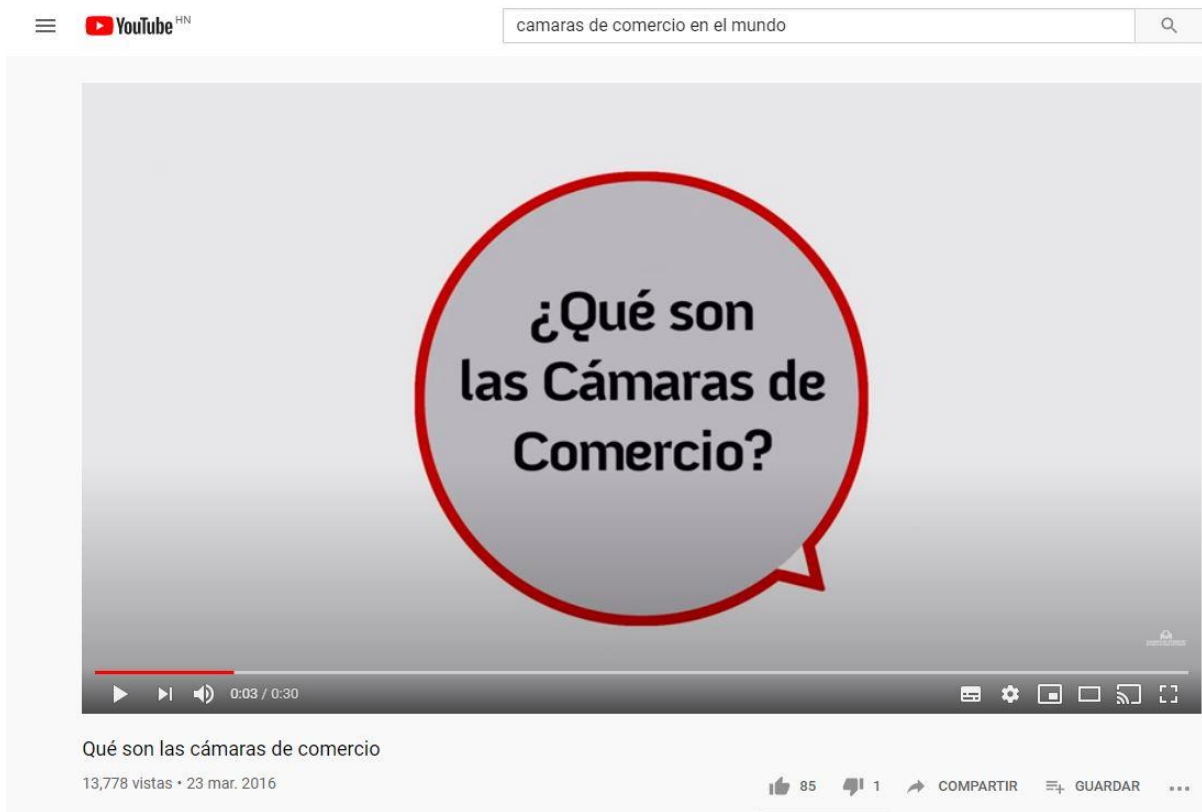 YouTube HN
camaras de comercio en el mundo
¿Qué son
las Cámaras de
Comercio?
0:03 / 0:30
Qué son las cámaras de comercio
13,778 vistas • 23 mar. 2016
85 1 COMPARTIR GUARDAR